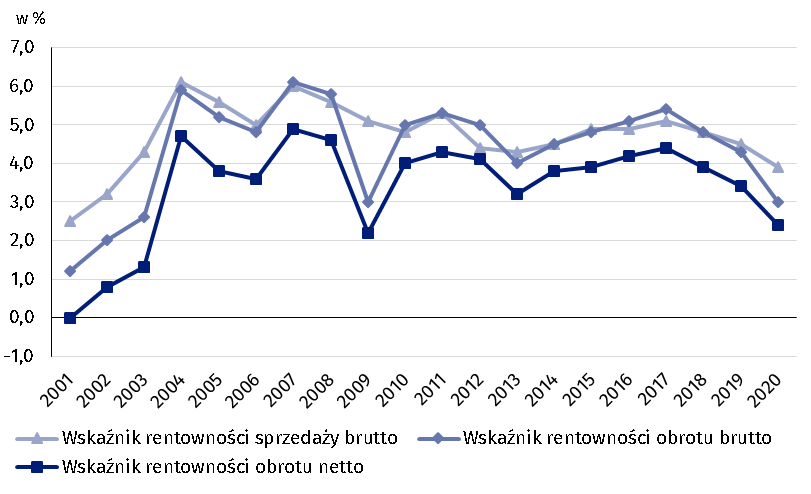 w %
7,0
6,0
5,0
4,0
3,0
2,0
1,0
0,0
-1,0
2001 2002 2003 2004 2005 2006 2007 2008 2009 2010 2011 2012 2013 2014 2015 2016 2017 2018 2019 2020
Wskaźnik rentowności sprzedaży brutto Wskaźnik rentowności obrotu brutto
Wskaźnik rentowności obrotu netto